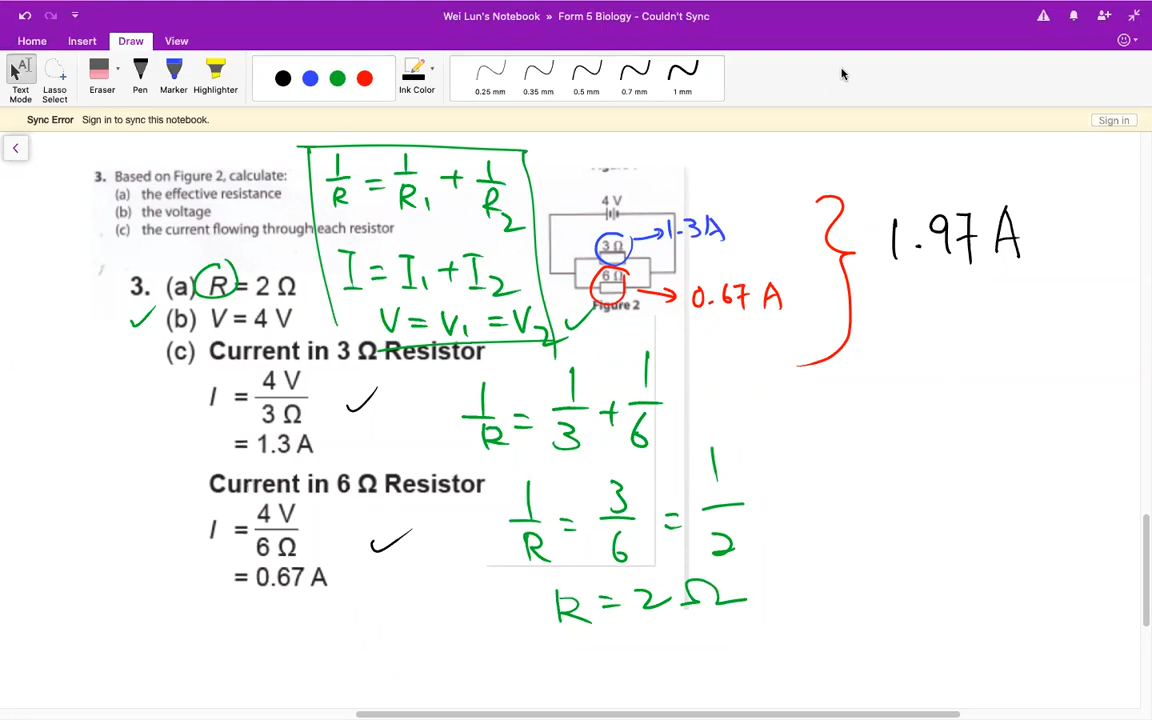 Wei Lun's Notebook » Form 5 Biology - Couldn't Sync
Home Insert Draw View
Text Mode
Lasso Select
Eraser
Pen
Marker
Highlighter
Ink Color
0.25 mm
0.35 mm
0.5 mm
0.7 mm
1 mm
Sync Error Sign in to sync this notebook.
Sign in
3. Based on Figure 2, calculate:
(a) the effective resistance
(b) the voltage
(c) the current flowing through each resistor
1/R = 1/R₁ + 1/R₂
I = I₁ + I₂
V = V₁ = V₂
4 V
3 Ω
1.3A
6 Ω
0.67 A
Figure 2
1.97 A
3. (a) R = 2 Ω
(b) V = 4 V
(c) Current in 3 Ω Resistor
I = 4 V / 3 Ω
= 1.3 A
Current in 6 Ω Resistor
I = 4 V / 6 Ω
= 0.67 A
1/R = 1/3 + 1/6
1/R = 3/6 = 1/2
R = 2 Ω